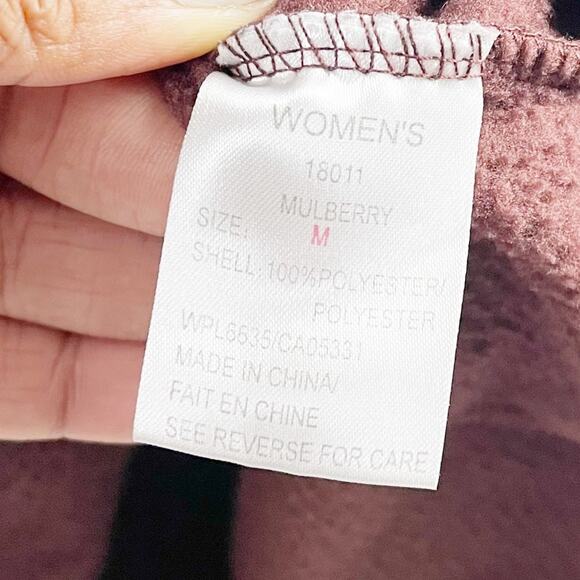 WOMEN'S
18011
MULBERRY
SIZE: M
SHELL: 100%POLYESTER/
POLYESTER
WPL6635/CA05331
MADE IN CHINA/
FAIT EN CHINE
SEE REVERSE FOR CARE